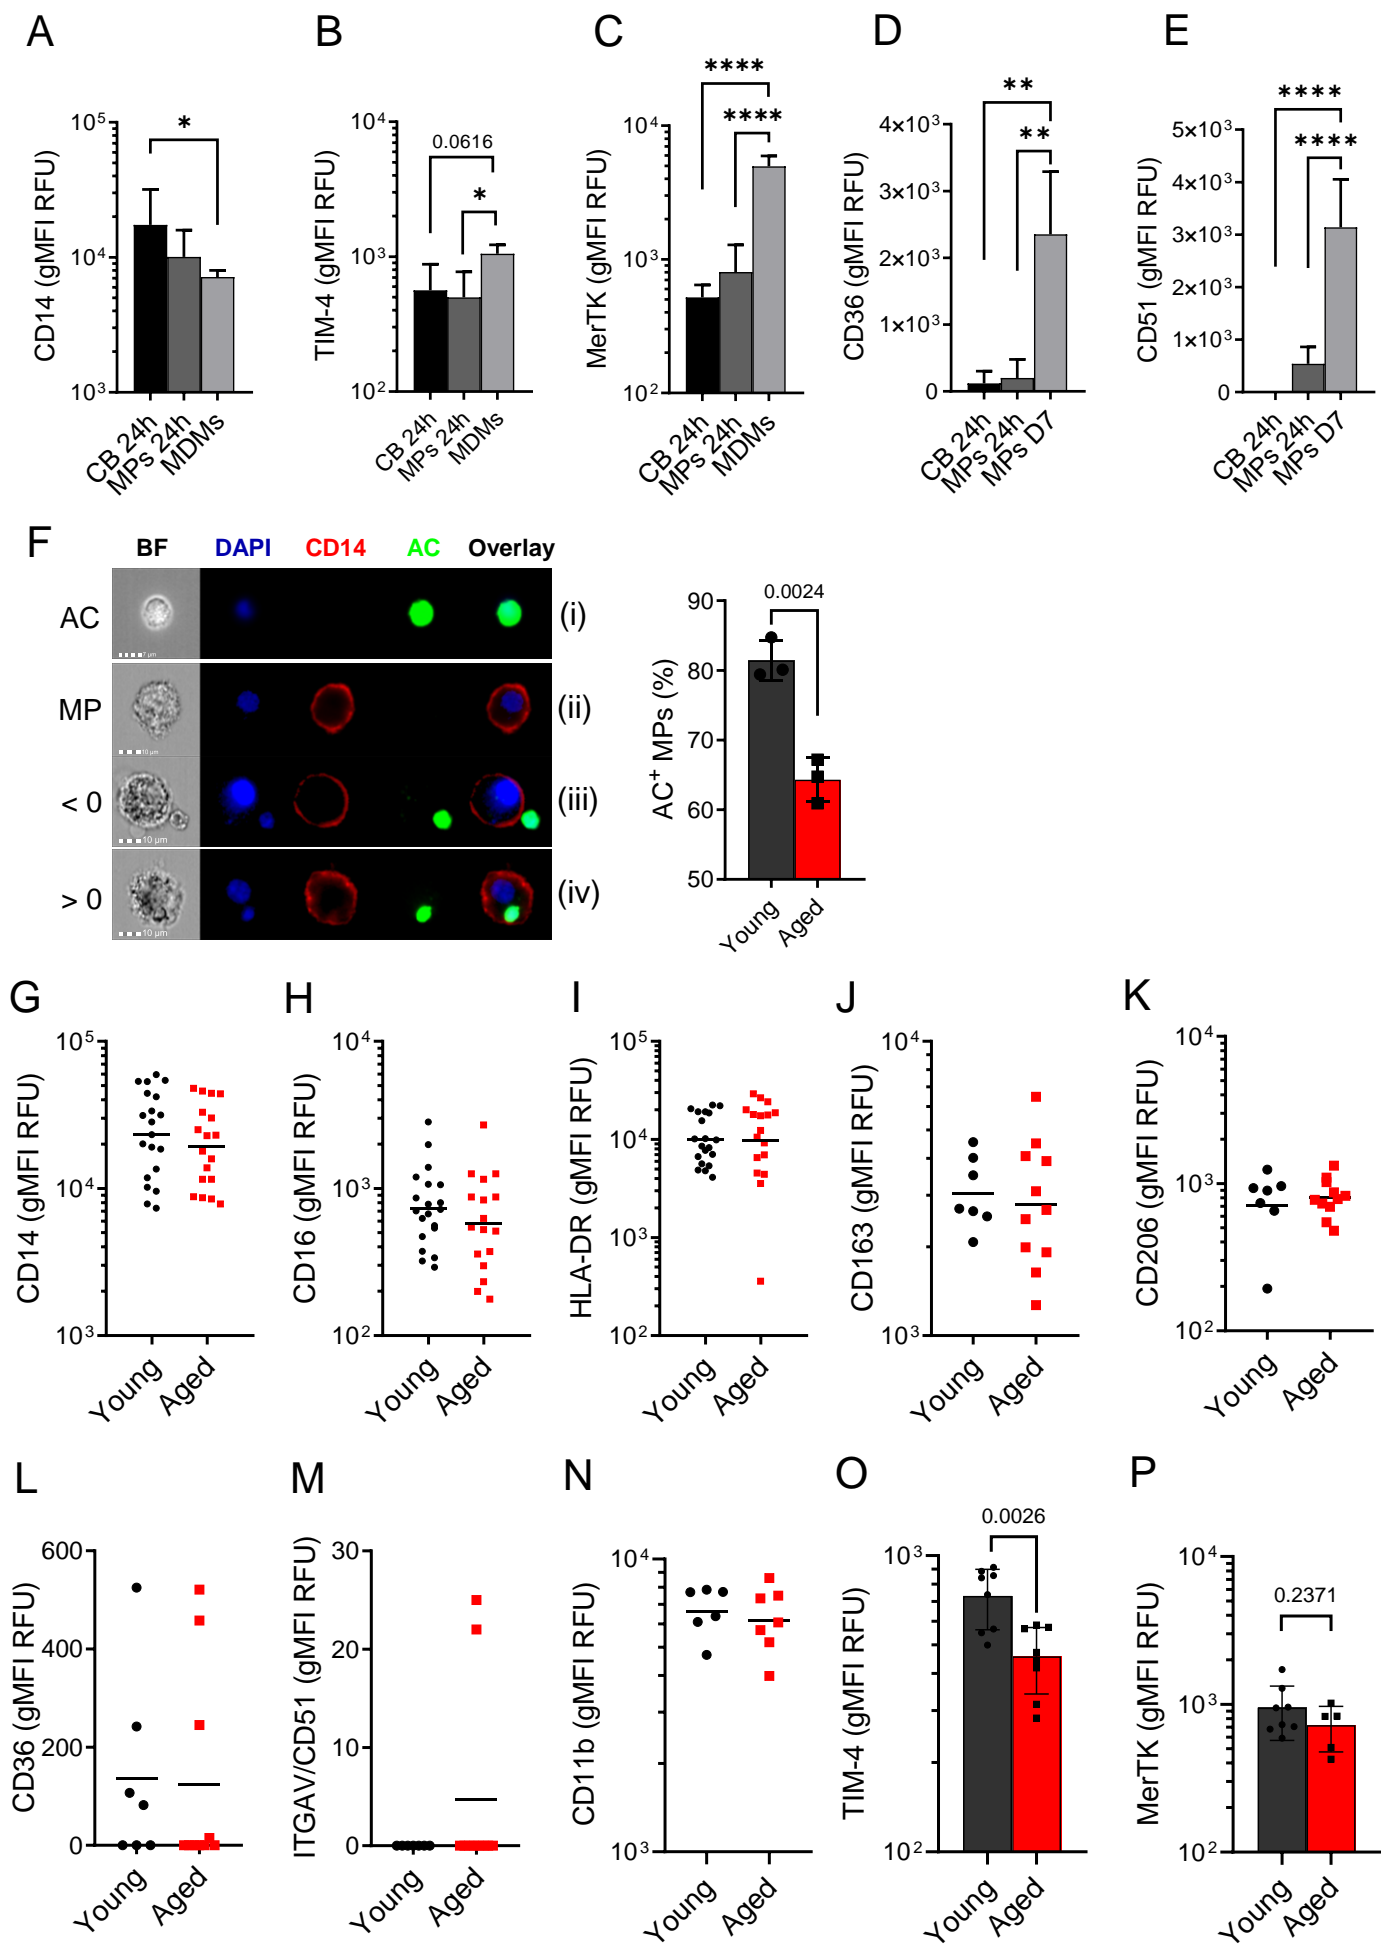 A
B
C
D
E
CD14 (gMFI RFU)
10⁵
10⁴
10³
*
CB 24h
MPs 24h
MDMs
TIM-4 (gMFI RFU)
10⁴
10³
10²
0.0616
*
CB 24h
MPs 24h
MDMs
MerTK (gMFI RFU)
10⁴
10³
10²
****
****
CB 24h
MPs 24h
MDMs
CD36 (gMFI RFU)
4×10³
3×10³
2×10³
1×10³
0
**
**
CB 24h
MPs 24h
MPs D7
CD51 (gMFI RFU)
5×10³
4×10³
3×10³
2×10³
1×10³
0
****
****
CB 24h
MPs 24h
MPs D7
F
BF DAPI CD14 AC Overlay
AC (i)
7 µm
MP (ii)
10 µm
< 0 (iii)
10 µm
> 0 (iv)
10 µm
AC⁺ MPs (%)
90
80
70
60
50
0.0024
Young
Aged
G
CD14 (gMFI RFU)
10⁵
10⁴
10³
Young
Aged
H
CD16 (gMFI RFU)
10⁴
10³
10²
Young
Aged
I
HLA-DR (gMFI RFU)
10⁵
10⁴
10³
10²
Young
Aged
J
CD163 (gMFI RFU)
10⁴
10³
Young
Aged
K
CD206 (gMFI RFU)
10⁴
10³
10²
Young
Aged
L
CD36 (gMFI RFU)
600
400
200
0
Young
Aged
M
ITGAV/CD51 (gMFI RFU)
30
20
10
0
Young
Aged
N
CD11b (gMFI RFU)
10⁴
10³
Young
Aged
O
TIM-4 (gMFI RFU)
10³
10²
0.0026
Young
Aged
P
MerTK (gMFI RFU)
10⁴
10³
10²
0.2371
Young
Aged